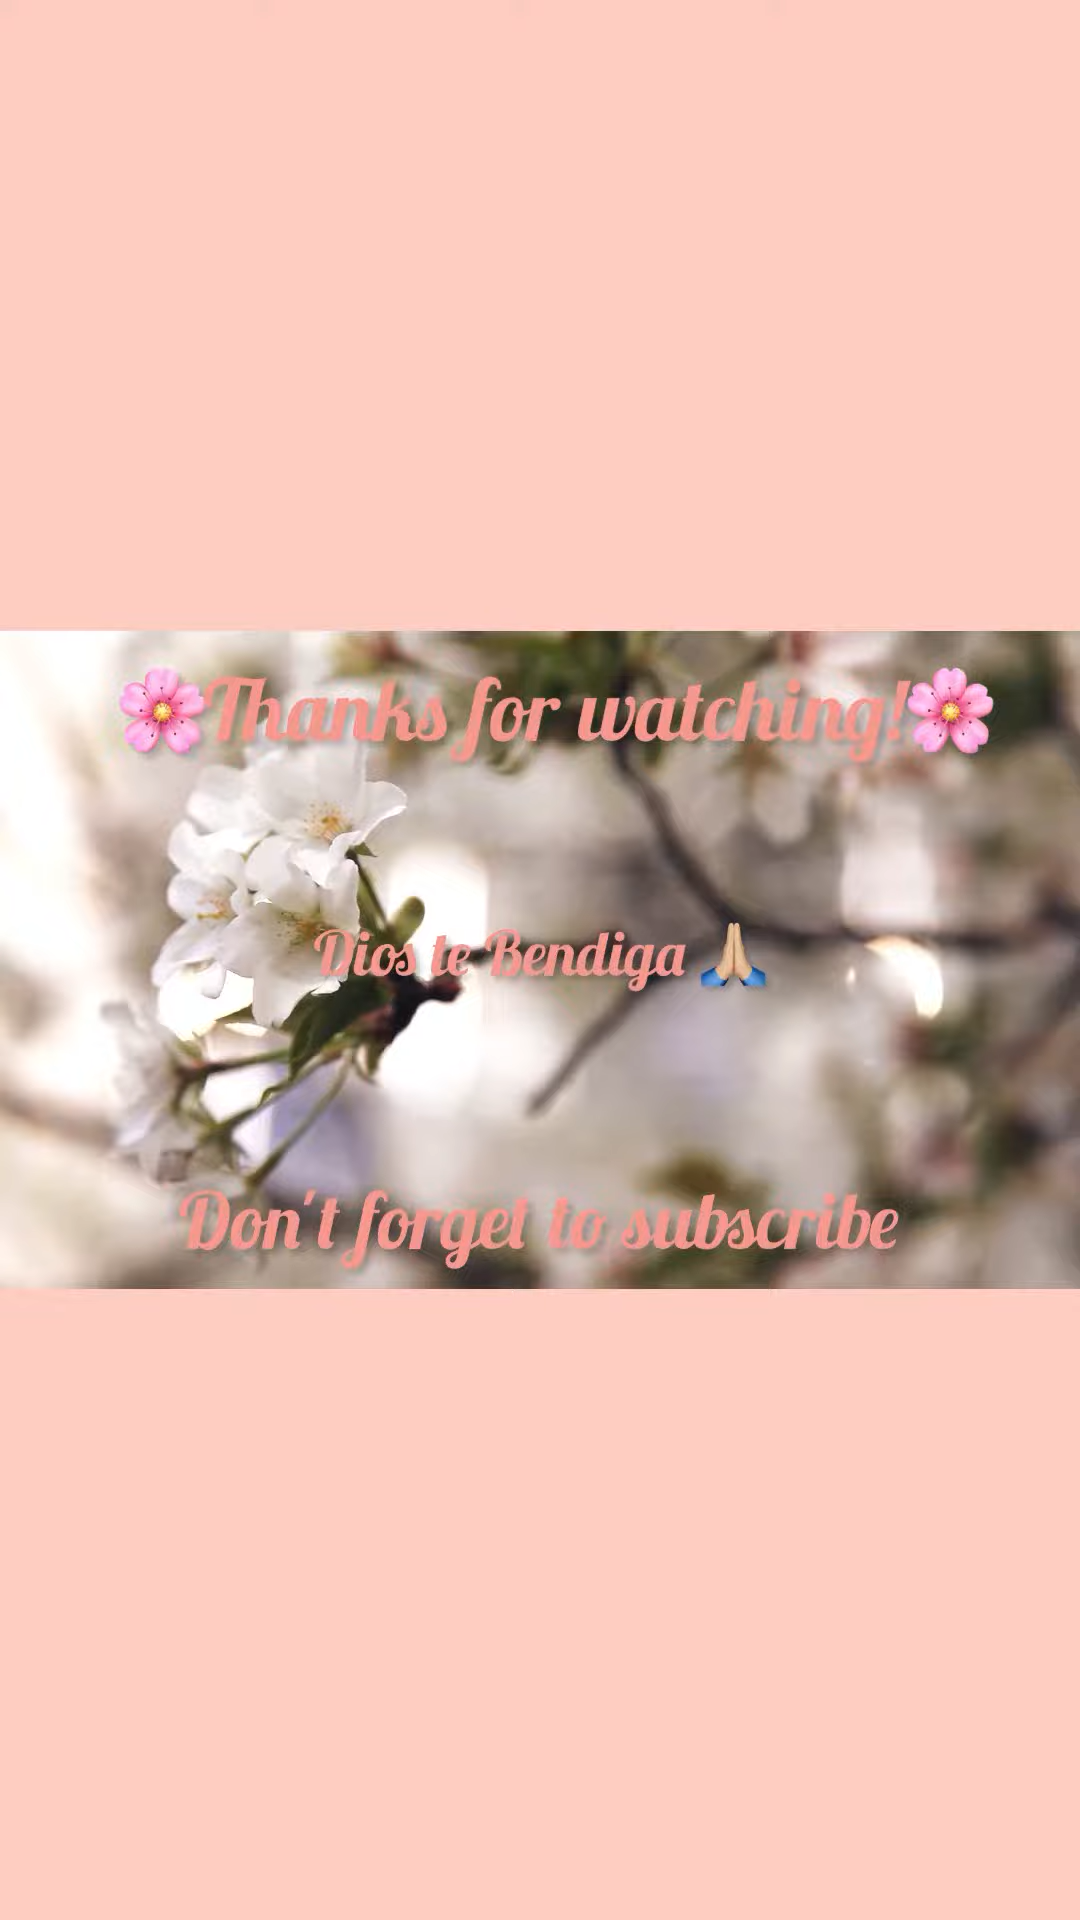 🌸Thanks for watching!🌸
Dios te Bendiga 🙏🏼
Don't forget to subscribe